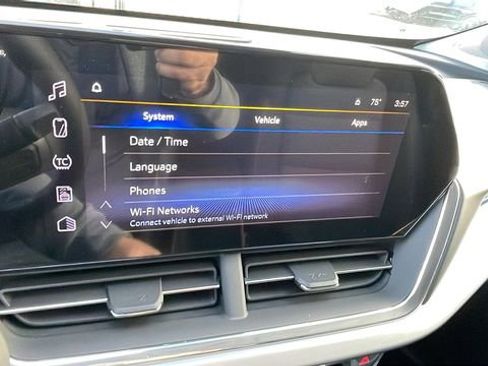 75° 3:57
System Vehicle Apps
Date / Time
Language
TC
Phones
Wi-Fi Networks
Connect vehicle to external Wi-Fi network